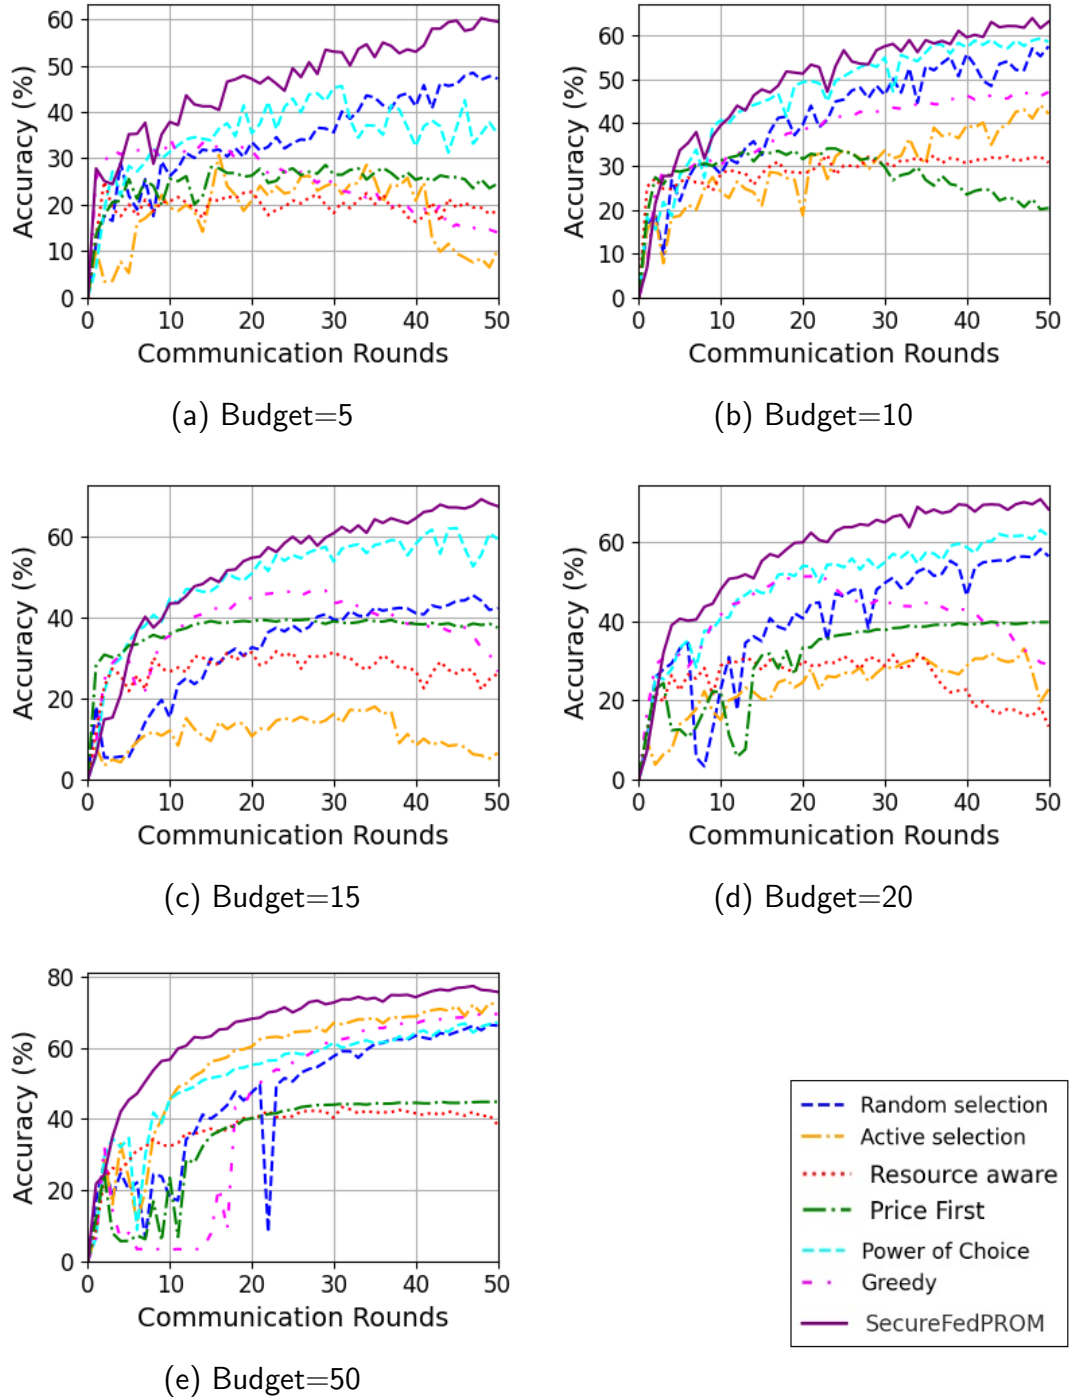 60
50
40
30
20
10
0
Accuracy (%)
0 10 20 30 40 50
Communication Rounds
(a) Budget=5
60
50
40
30
20
10
0
Accuracy (%)
0 10 20 30 40 50
Communication Rounds
(b) Budget=10
60
40
20
0
Accuracy (%)
0 10 20 30 40 50
Communication Rounds
(c) Budget=15
60
40
20
0
Accuracy (%)
0 10 20 30 40 50
Communication Rounds
(d) Budget=20
80
60
40
20
0
Accuracy (%)
0 10 20 30 40 50
Communication Rounds
(e) Budget=50
Random selection
Active selection
Resource aware
Price First
Power of Choice
Greedy
SecureFedPROM